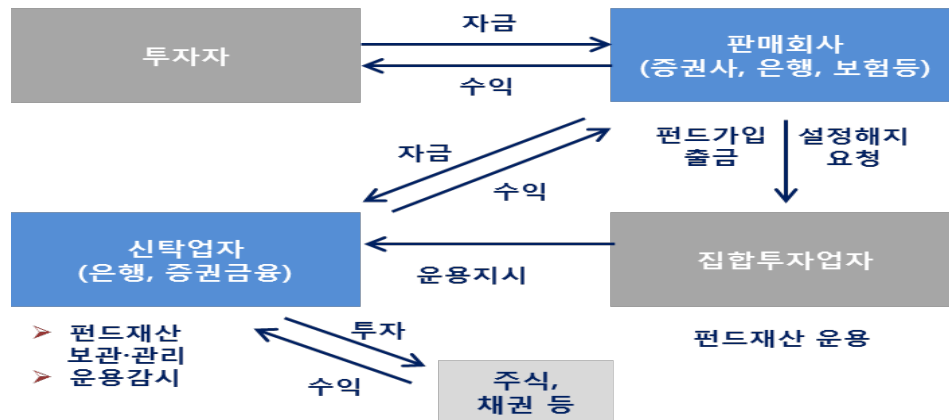 자금
투자자
판매회사
(증권사, 은행, 보험등)
수익
펀드가입
출금
설정해지
요청
자금
수익
신탁업자
(은행, 증권금융)
운용지시
집합투자업자
➢ 펀드재산
보관·관리
➢ 운용감시
투자
수익
주식,
채권 등
펀드재산 운용